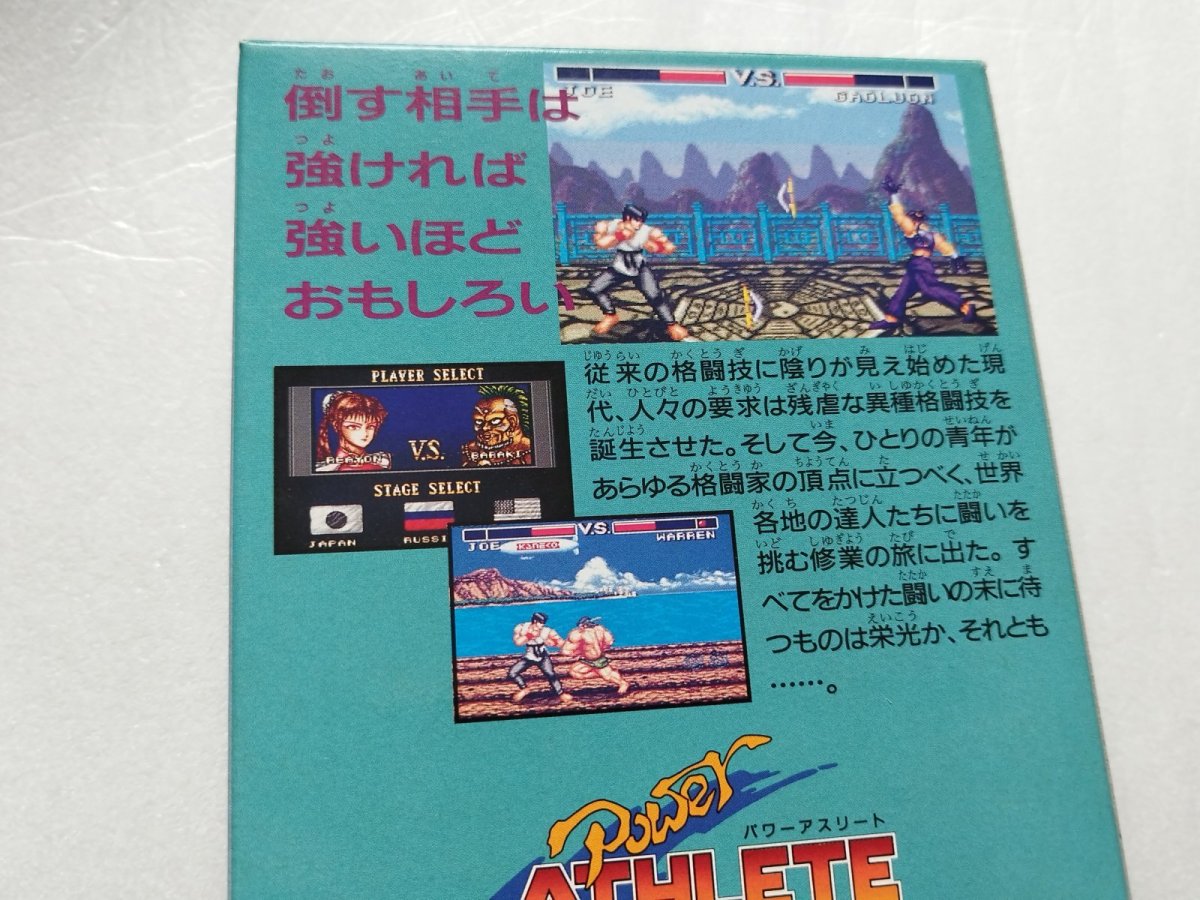 倒す相手は
強ければ
強いほど
おもしろい
JOE V.S. GAOLUON
従来の格闘技に陰りが見え始めた現
代、人々の要求は残虐な異種格闘技を
誕生させた。そして今、ひとりの青年が
あらゆる格闘家の頂点に立つべく、世界
各地の達人たちに闘いを
挑む修業の旅に出た。す
べてをかけた闘いの末に待
つものは栄光か、それとも
……。
PLAYER SELECT
REAYON V.S. BARAKI
STAGE SELECT
JAPAN RUSSI
JOE V.S. WARREN
KANECO
POWER
パワーアスリート
ATHLETE